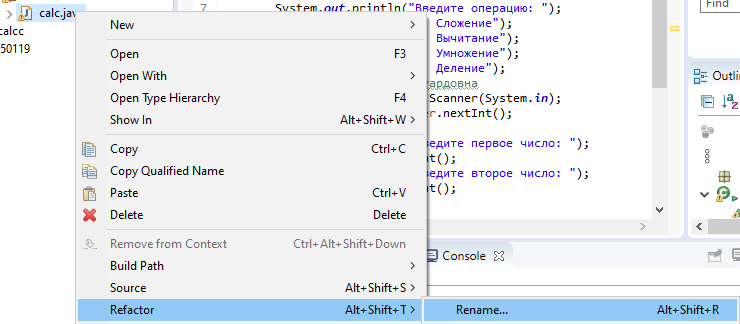 calc.java
calcc
50119
New
Open F3
Open With
Open Type Hierarchy F4
Show In Alt+Shift+W
Copy Ctrl+C
Copy Qualified Name
Paste Ctrl+V
Delete Delete
Remove from Context Ctrl+Alt+Shift+Down
Build Path
Source Alt+Shift+S
Refactor Alt+Shift+T
Rename... Alt+Shift+R
7 System.out.println("Введите операцию: ");
Сложение");
Вычитание");
Умножение");
Деление");
ардовна
Scanner(System.in);
er.nextInt();
ведите первое число: ");
nt();
ведите второе число: ");
nt();
Console
Find
Outlin